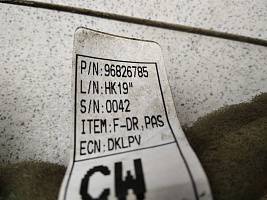 P/N:96826785
L/N:HK19"
S/N:0042
ITEM:F-DR,PAS
ECN:DKLPV
CW